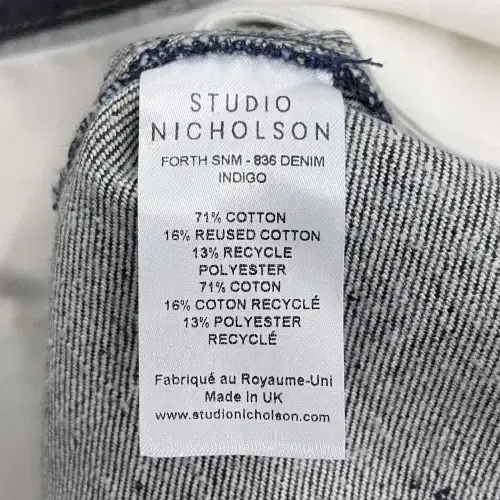 STUDIO
NICHOLSON
FORTH SNM - 836 DENIM
INDIGO
71% COTTON
16% REUSED COTTON
13% RECYCLE
POLYESTER
71% COTON
16% COTON RECYCLÉ
13% POLYESTER
RECYCLÉ
Fabriqué au Royaume-Uni
Made in UK
www.studionicholson.com